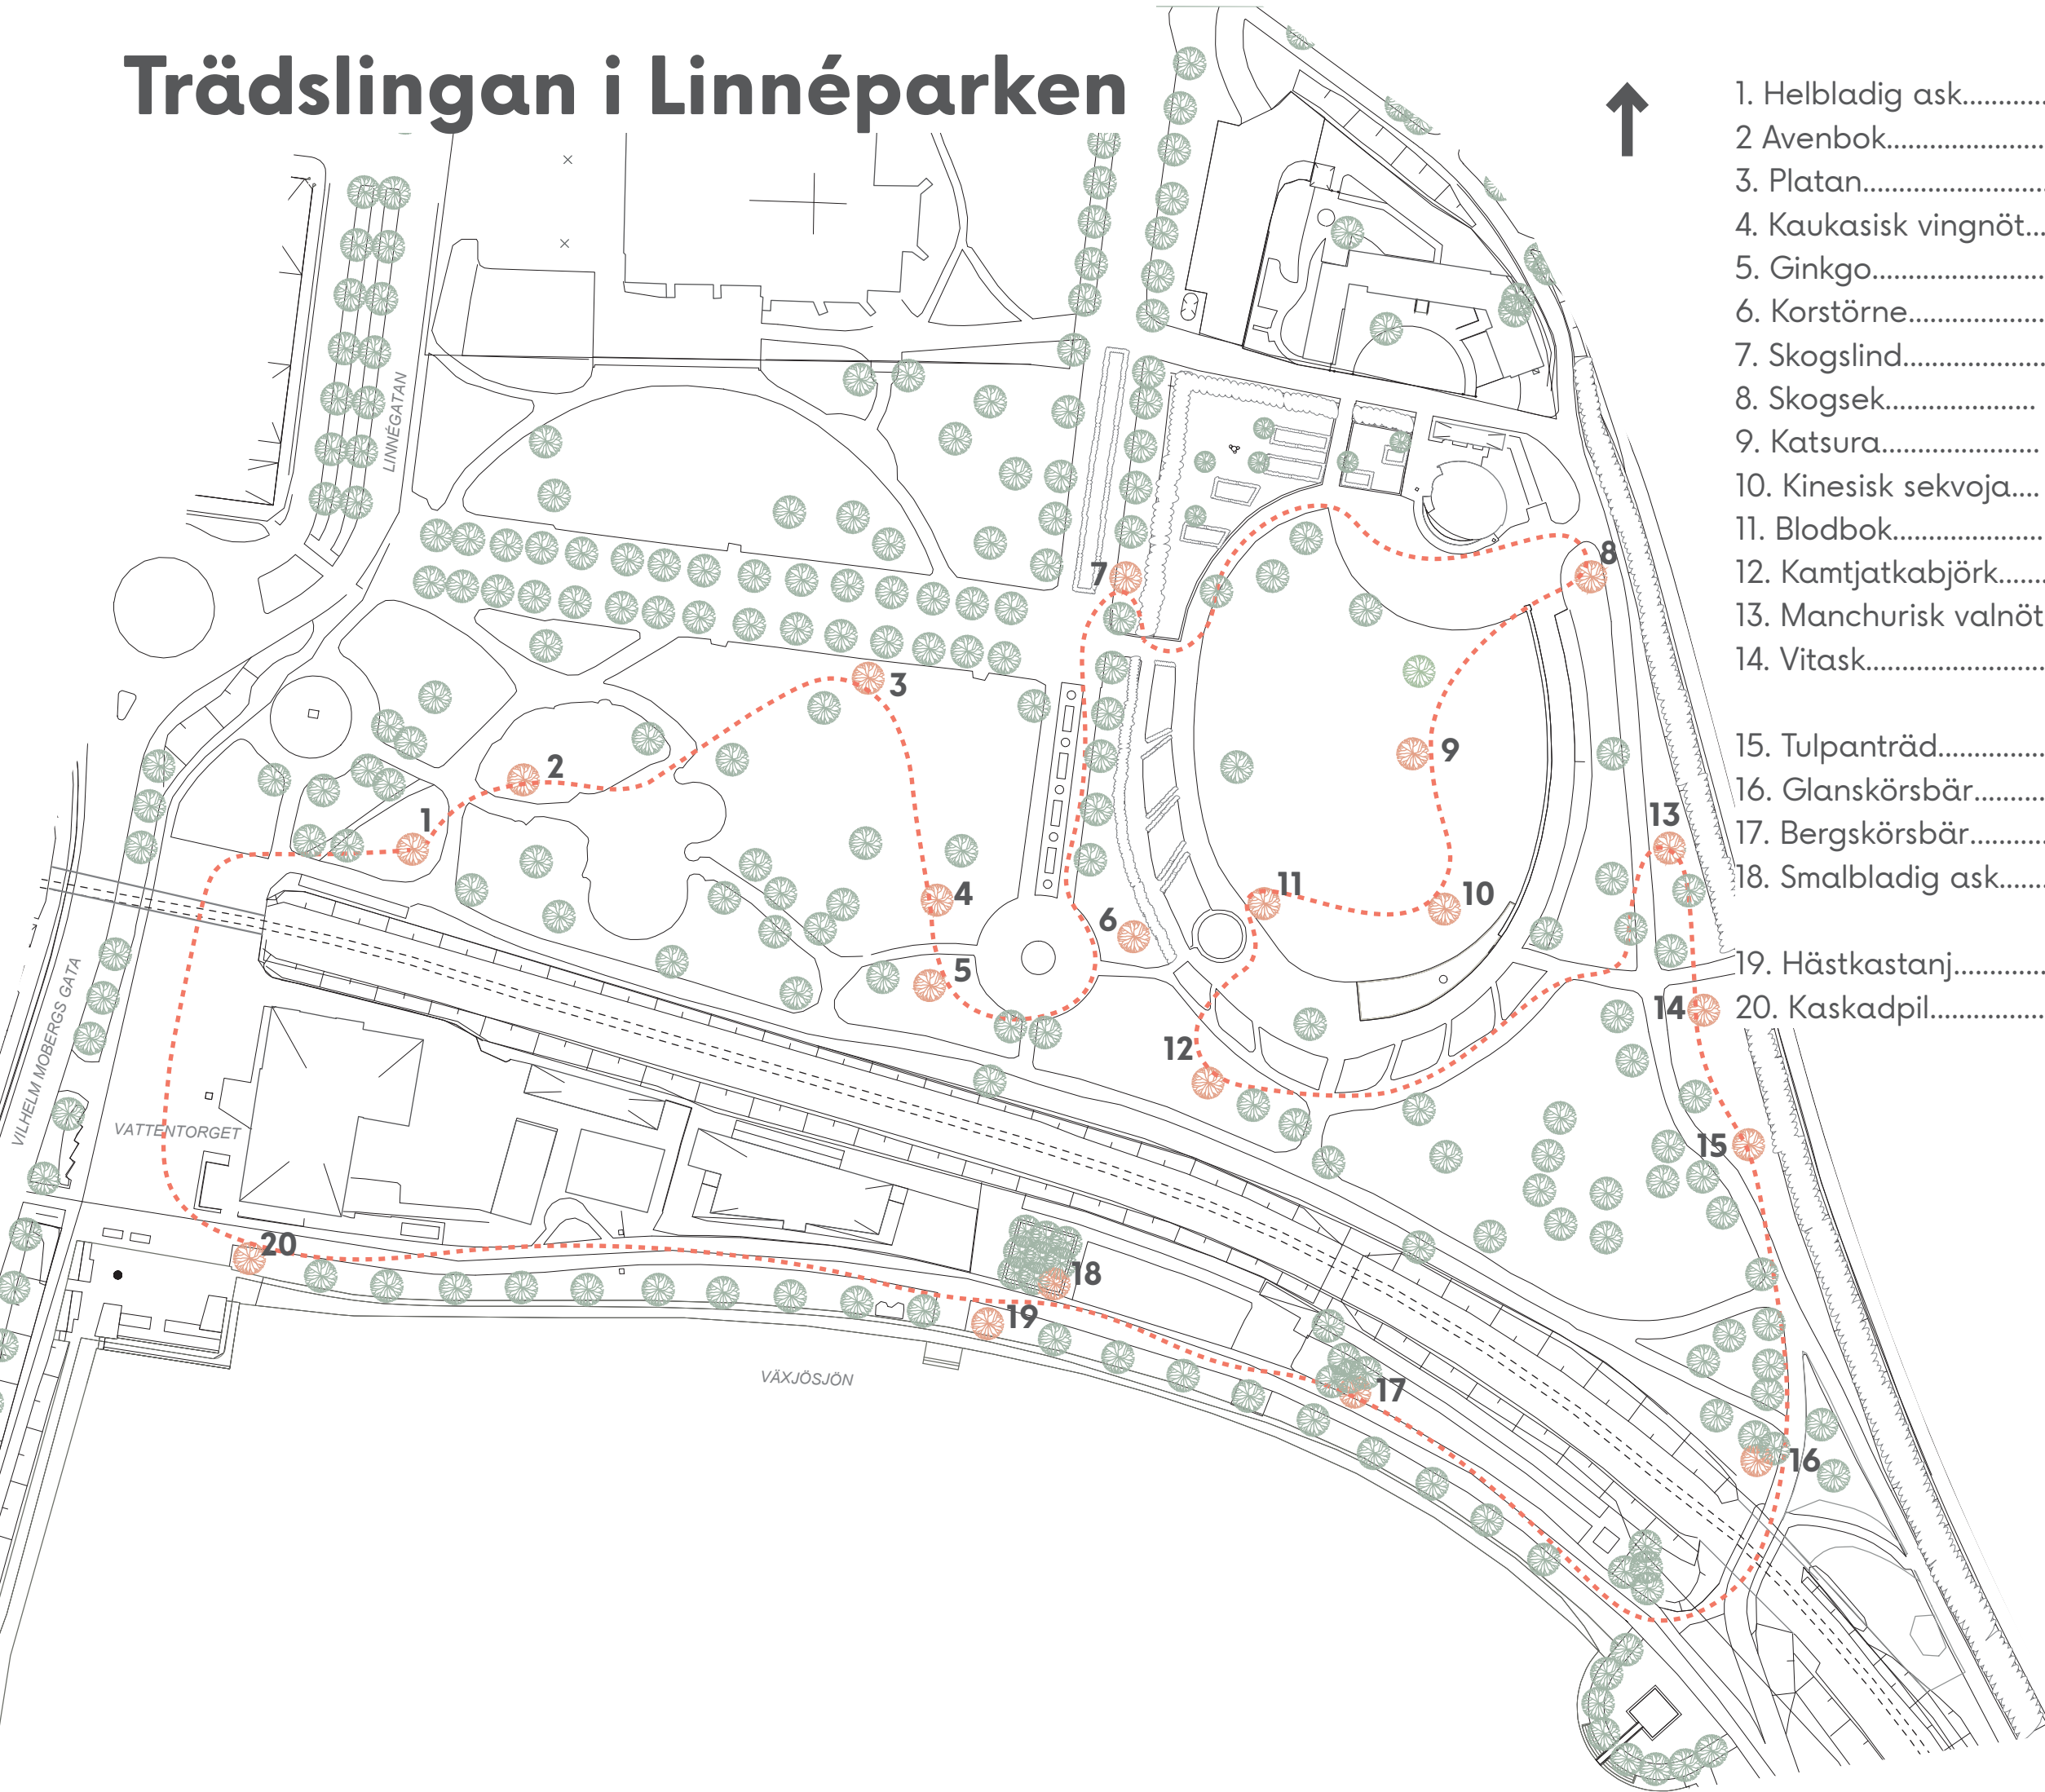 Trädslingan i Linnéparken
1. Helbladig ask............
2 Avenbok......................
3. Platan.........................
4. Kaukasisk vingnöt...
5. Ginkgo........................
6. Korstörne...................
7. Skogslind....................
8. Skogsek.....................
9. Katsura......................
10. Kinesisk sekvoja....
11. Blodbok.....................
12. Kamtjatkabjörk.......
13. Manchurisk valnöt
14. Vitask.........................
15. Tulpanträd...............
16. Glanskörsbär..........
17. Bergskörsbär...........
18. Smalbladig ask.......
19. Hästkastanj.............
20. Kaskadpil................
LINNÉGATAN
VILHELM MOBERGS GATA
VATTENTORGET
VÄXJÖSJÖN
1
2
3
4
5
6
7
8
9
10
11
12
13
14
15
16
17
18
19
20